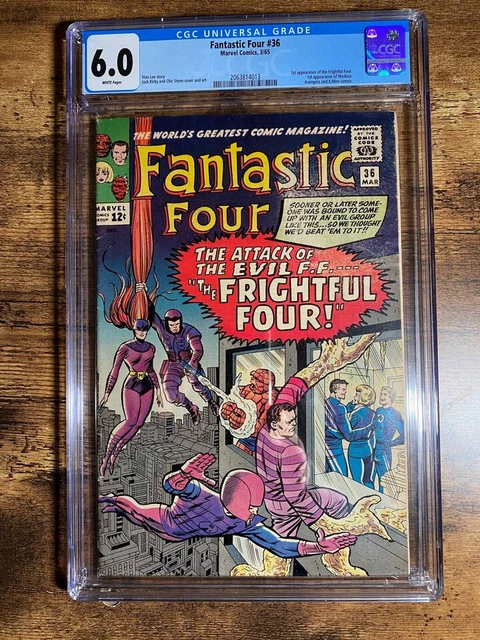 CGC UNIVERSAL GRADE
6.0
WHITE Pages
Fantastic Four #36
Marvel Comics, 3/65
2063814013
Stan Lee story
Jack Kirby and Chic Stone cover and art
1st appearance of the Frightful Four
1st appearance of Medusa
Avengers and X-Men cameo
CGC
THE WORLD'S GREATEST COMIC MAGAZINE!
APPROVED
BY THE
COMICS
CODE
AUTHORITY
Fantastic
Four
36
MAR
MARVEL
COMICS
GROUP
12¢
SOONER OR LATER SOME-
ONE WAS BOUND TO COME
UP WITH AN EVIL GROUP
LIKE THIS...SO WE THOUGHT
WE'D BEAT 'EM TO IT!!
THE ATTACK OF
THE EVIL F.F.---
"THE FRIGHTFUL
FOUR!"